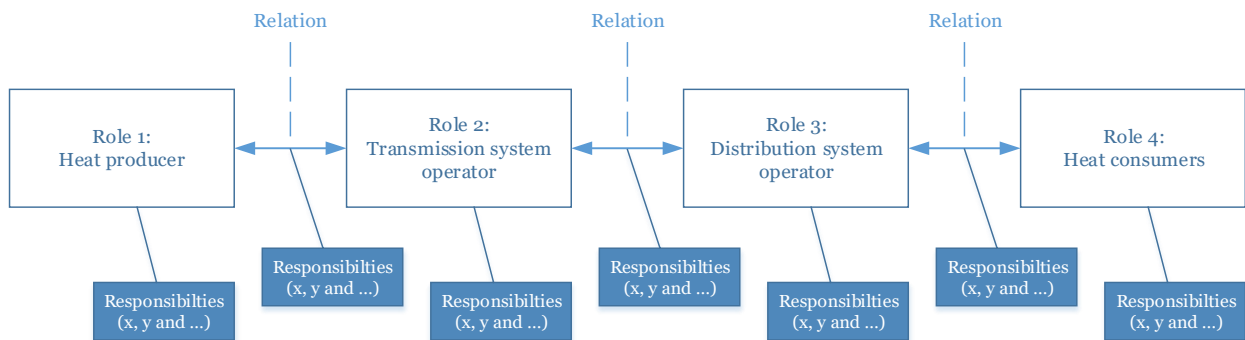 Relation
Relation
Relation
Role 1:
Heat producer
Role 2:
Transmission system
operator
Role 3:
Distribution system
operator
Role 4:
Heat consumers
Responsibilties
(x, y and ...)
Responsibilties
(x, y and ...)
Responsibilties
(x, y and ...)
Responsibilties
(x, y and ...)
Responsibilties
(x, y and ...)
Responsibilties
(x, y and ...)
Responsibilties
(x, y and ...)